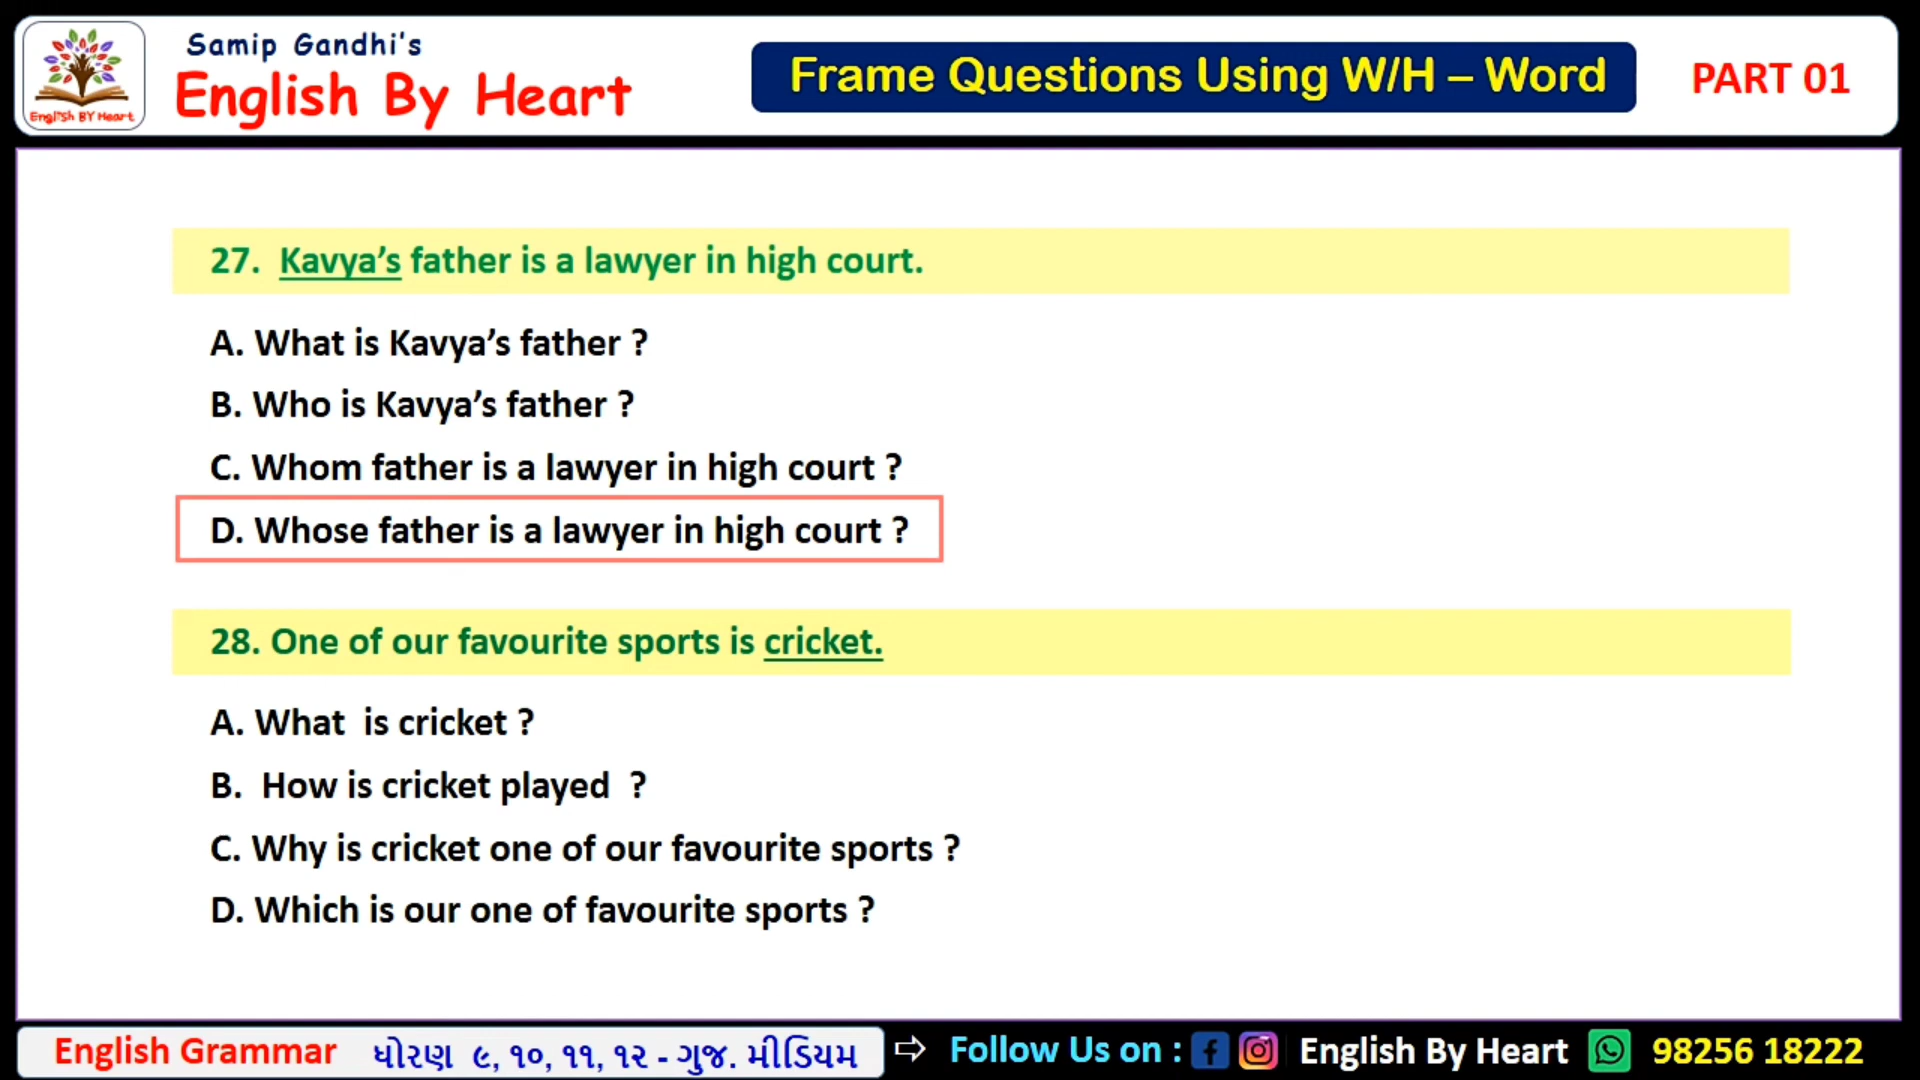 English BY Heart
Samip Gandhi's
English By Heart
Frame Questions Using W/H – Word
PART 01
27. Kavya’s father is a lawyer in high court.
A. What is Kavya’s father ?
B. Who is Kavya’s father ?
C. Whom father is a lawyer in high court ?
D. Whose father is a lawyer in high court ?
28. One of our favourite sports is cricket.
A. What is cricket ?
B. How is cricket played ?
C. Why is cricket one of our favourite sports ?
D. Which is our one of favourite sports ?
English Grammar ધોરણ ૯, ૧૦, ૧૧, ૧૨ - ગુજ. મીડિયમ ⇨ Follow Us on : English By Heart 98256 18222